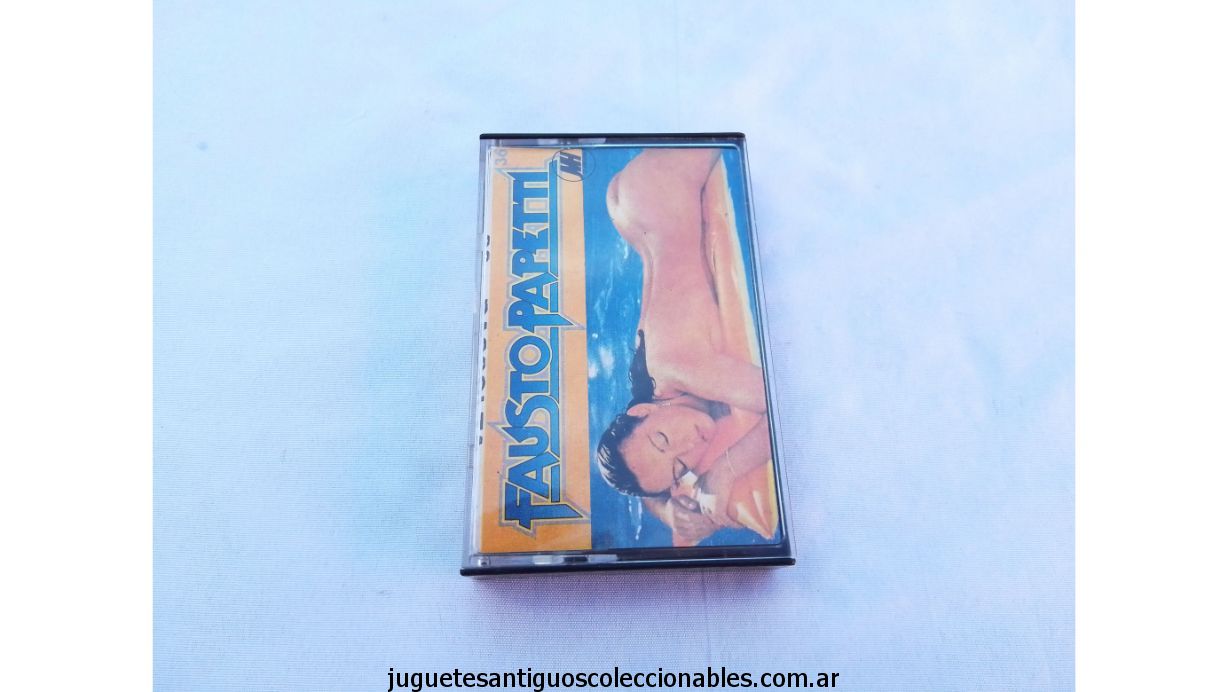 FAUSTO PAPETTI
36
juguetesantiguoscoleccionables.com.ar